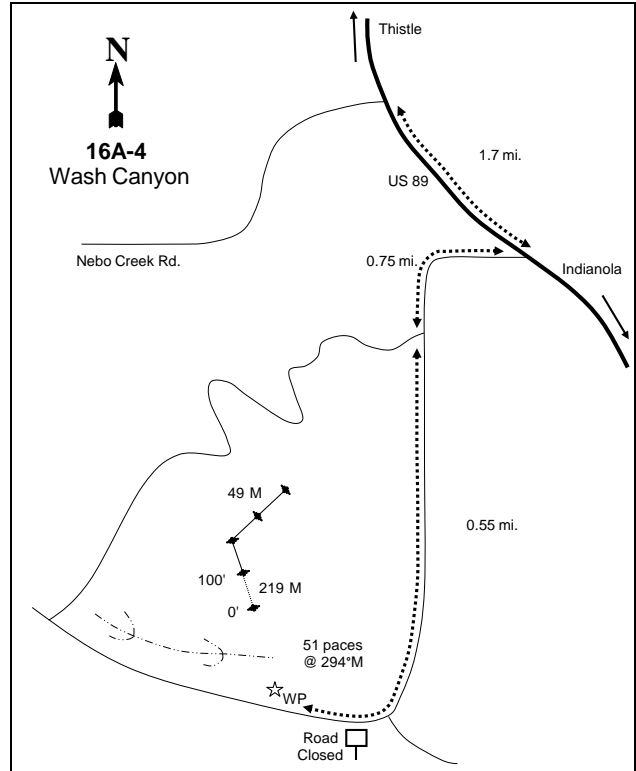 Thistle
N
16A-4
Wash Canyon
1.7 mi.
US 89
Nebo Creek Rd.
0.75 mi.
Indianola
49 M
0.55 mi.
100'
219 M
0'
51 paces
@ 294°M
WP
Road
Closed